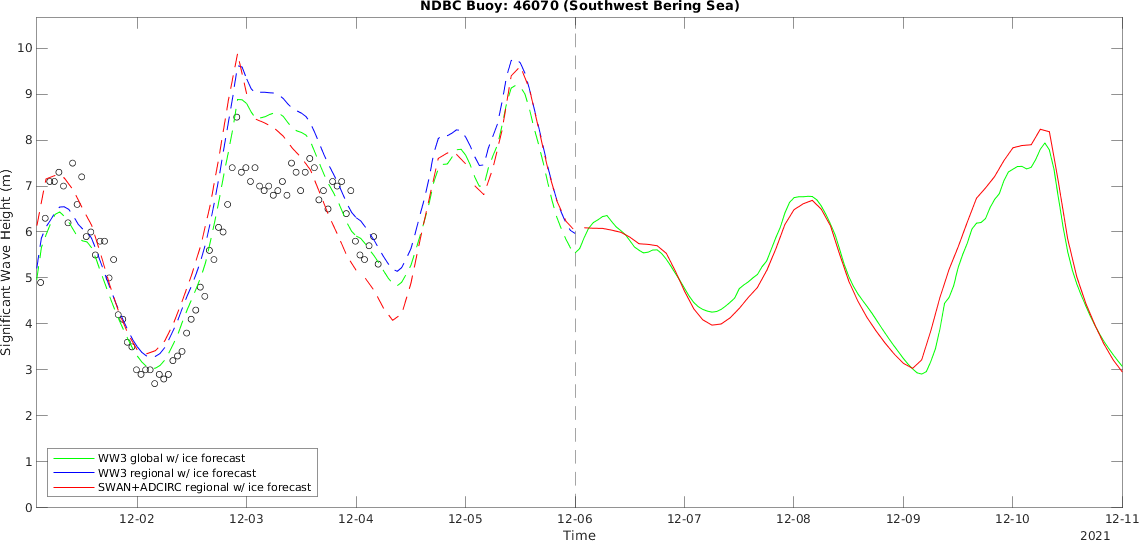 NDBC Buoy: 46070 (Southwest Bering Sea)
10
9
8
7
6
5
4
3
2
1
0
Significant Wave Height (m)
WW3 global w/ ice forecast
WW3 regional w/ ice forecast
SWAN+ADCIRC regional w/ ice forecast
12-02 12-03 12-04 12-05 12-06 12-07 12-08 12-09 12-10 12-11
Time
2021